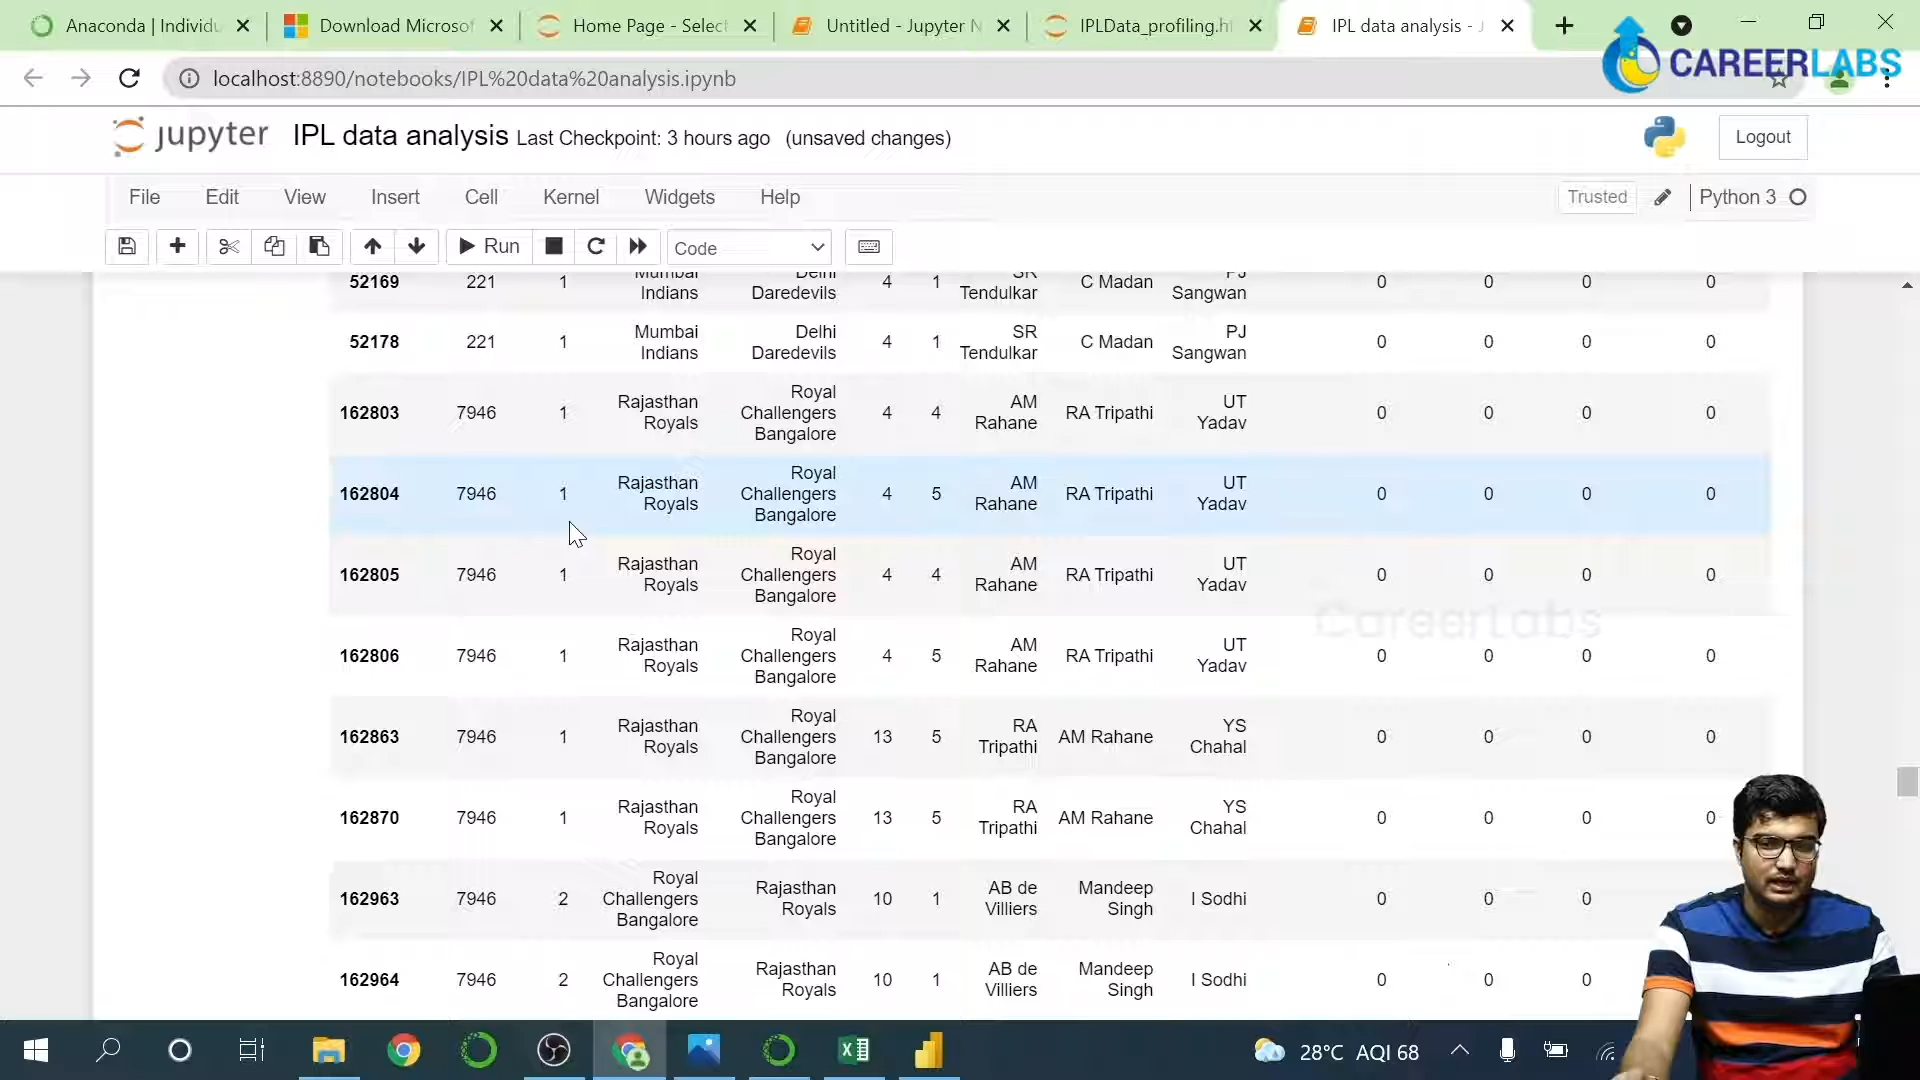 Anaconda | Individu
Download Microsof
Home Page - Select
Untitled - Jupyter N
IPLData_profiling.ht
IPL data analysis - J
CAREERLABS
localhost:8890/notebooks/IPL%20data%20analysis.ipynb
jupyter IPL data analysis Last Checkpoint: 3 hours ago (unsaved changes)
Logout
File Edit View Insert Cell Kernel Widgets Help
Trusted Python 3
Run Code
52169 221 1 Mumbai Indians Delhi Daredevils 4 1 SR Tendulkar C Madan PJ Sangwan 0 0 0 0
52178 221 1 Mumbai Indians Delhi Daredevils 4 1 SR Tendulkar C Madan PJ Sangwan 0 0 0 0
162803 7946 1 Rajasthan Royals Royal Challengers Bangalore 4 4 AM Rahane RA Tripathi UT Yadav 0 0 0 0
162804 7946 1 Rajasthan Royals Royal Challengers Bangalore 4 5 AM Rahane RA Tripathi UT Yadav 0 0 0 0
162805 7946 1 Rajasthan Royals Royal Challengers Bangalore 4 4 AM Rahane RA Tripathi UT Yadav 0 0 0 0
CareerLabs
162806 7946 1 Rajasthan Royals Royal Challengers Bangalore 4 5 AM Rahane RA Tripathi UT Yadav 0 0 0 0
162863 7946 1 Rajasthan Royals Royal Challengers Bangalore 13 5 RA Tripathi AM Rahane YS Chahal 0 0 0 0
162870 7946 1 Rajasthan Royals Royal Challengers Bangalore 13 5 RA Tripathi AM Rahane YS Chahal 0 0 0 0
162963 7946 2 Royal Challengers Bangalore Rajasthan Royals 10 1 AB de Villiers Mandeep Singh I Sodhi 0 0 0
162964 7946 2 Royal Challengers Bangalore Rajasthan Royals 10 1 AB de Villiers Mandeep Singh I Sodhi 0 0 0
28°C AQI 68